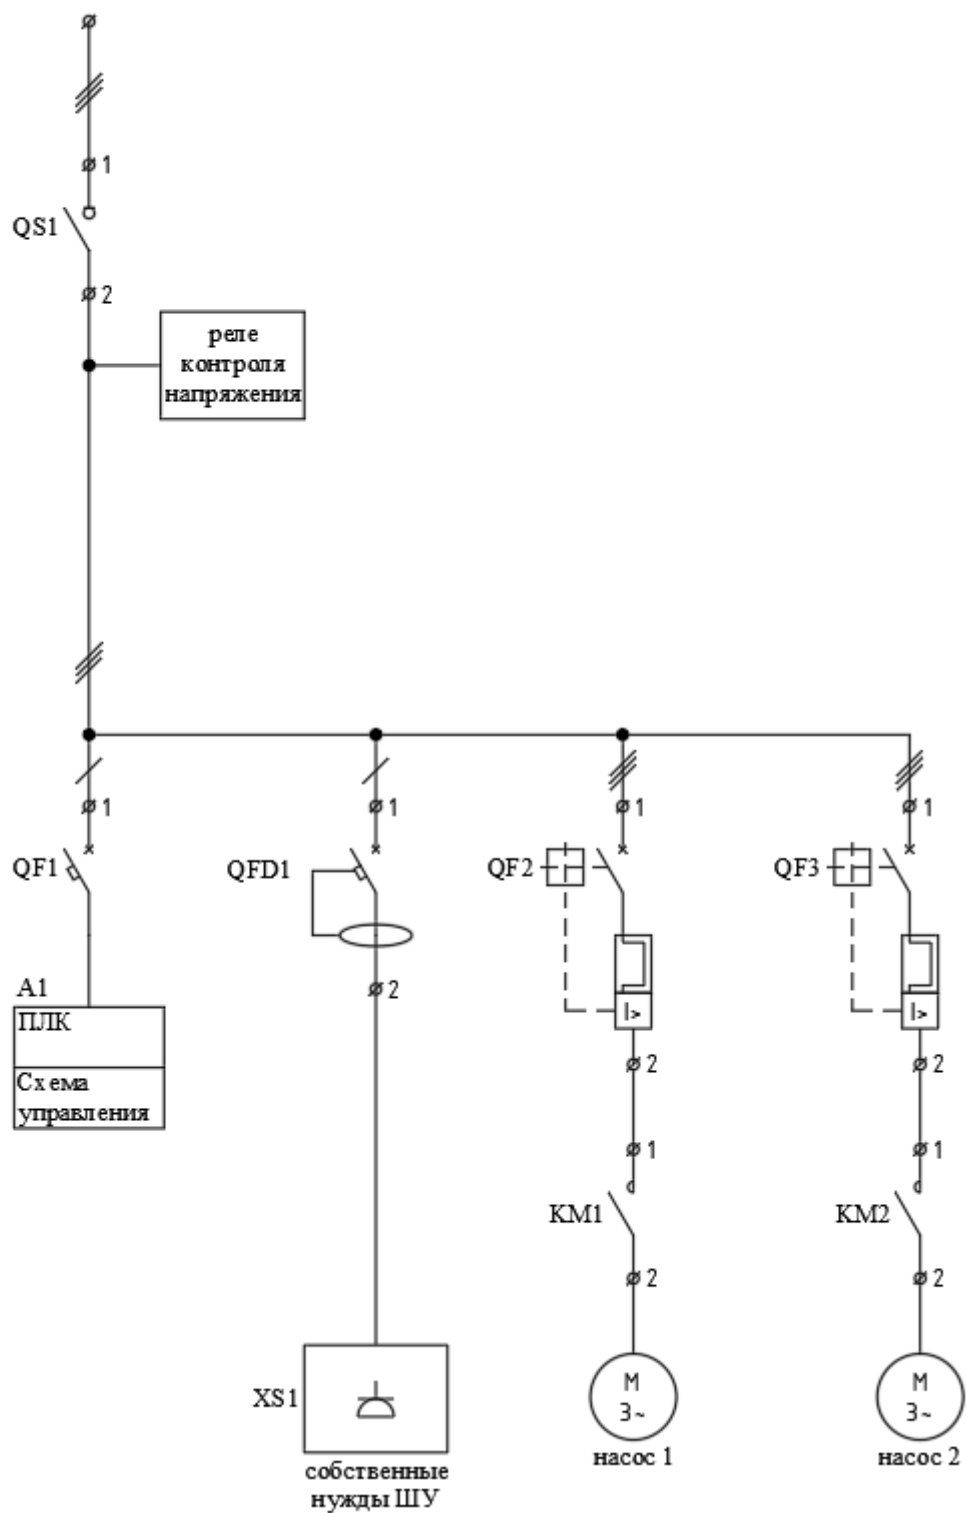 1
QS1
2
реле
контроля
напряжения
1
1
1
1
QF1
QFD1
QF2
QF3
A1
ПЛК
Схема
управления
2
I>
I>
2
2
1
1
KM1
KM2
2
2
XS1
M
3~
M
3~
собственные
нужды ШУ
насос 1
насос 2